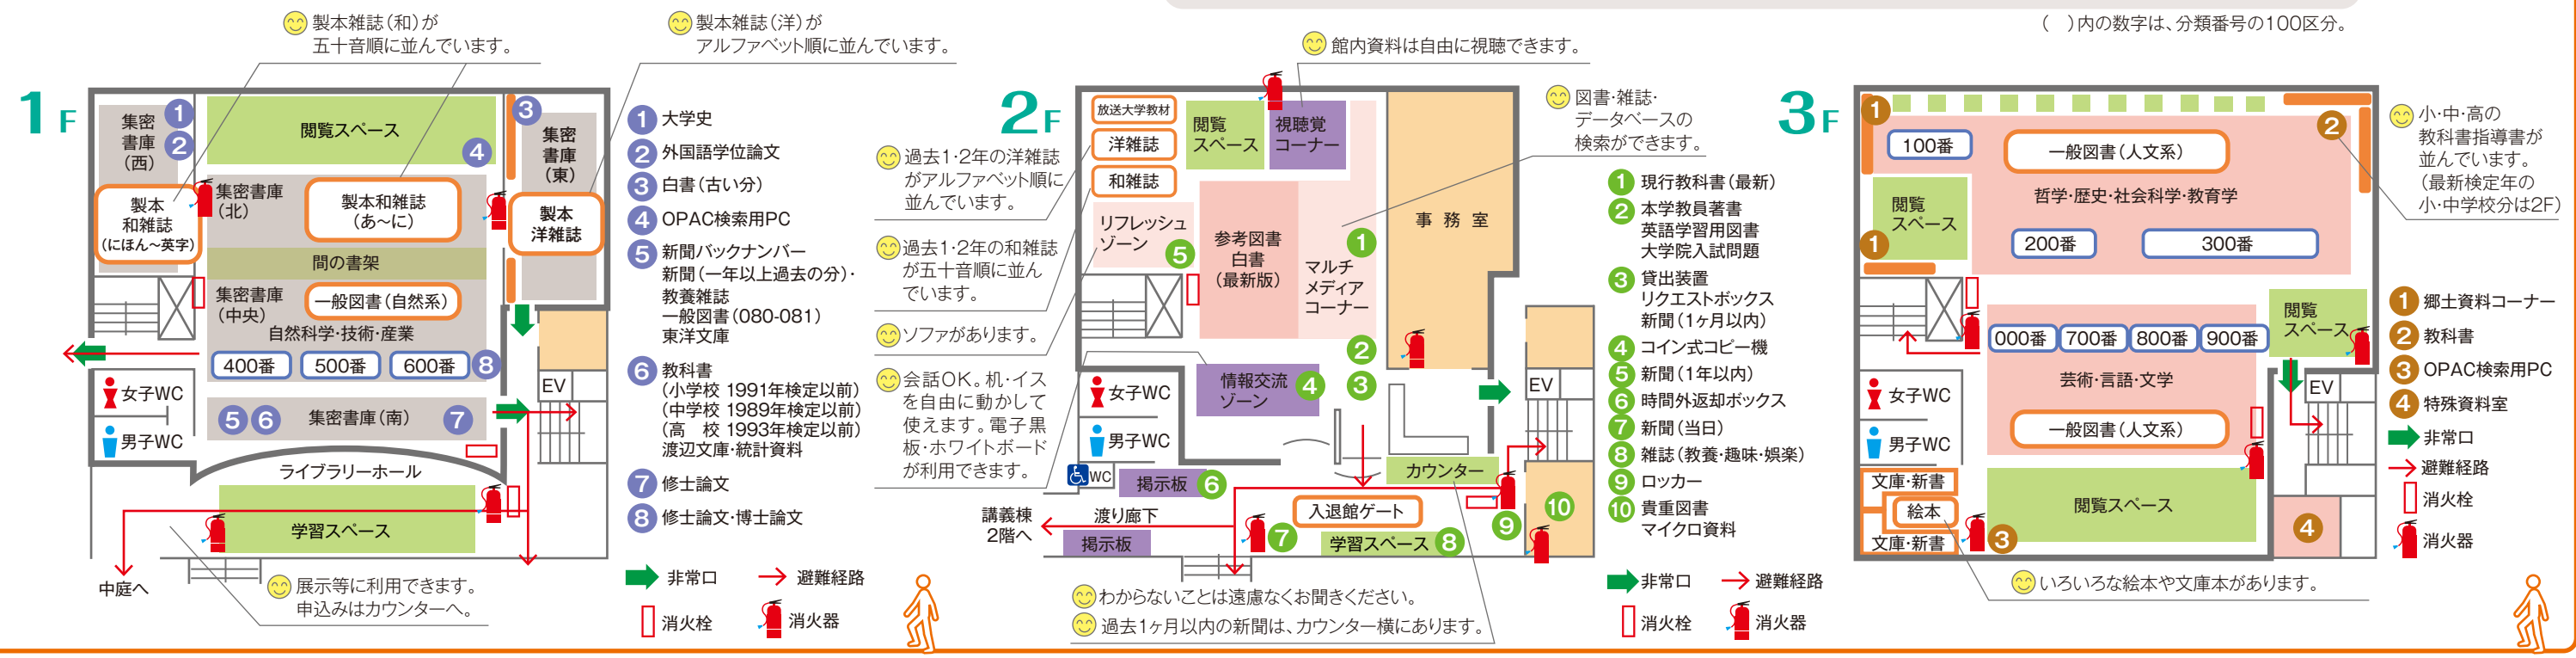 ( )内の数字は、分類番号の100区分。
1F
製本雑誌(和)が
五十音順に並んでいます。
製本雑誌(洋)が
アルファベット順に並んでいます。
集密
書庫
(西)
1
2
閲覧スペース
4
3
集密
書庫
(東)
製本
和雑誌
(にほん～英字)
集密書庫
(北)
製本和雑誌
(あ～に)
製本
洋雑誌
間の書架
集密書庫
(中央)
一般図書(自然系)
自然科学・技術・産業
400番
500番
600番
8
女子WC
男子WC
5
6
集密書庫(南)
7
EV
ライブラリーホール
学習スペース
中庭へ
展示等に利用できます。
申込みはカウンターへ。
1 大学史
2 外国語学位論文
3 白書(古い分)
4 OPAC検索用PC
5 新聞バックナンバー
新聞(一年以上過去の分)・
教養雑誌
一般図書(080-081)
東洋文庫
6 教科書
(小学校 1991年検定以前)
(中学校 1989年検定以前)
(高 校 1993年検定以前)
渡辺文庫・統計資料
7 修士論文
8 修士論文・博士論文
非常口
避難経路
消火栓
消火器
2F
館内資料は自由に視聴できます。
図書・雑誌・
データベースの
検索ができます。
過去1・2年の洋雑誌
がアルファベット順に
並んでいます。
過去1・2年の和雑誌
が五十音順に並ん
でいます。
ソファがあります。
会話OK。机・イス
を自由に動かして
使えます。電子黒
板・ホワイトボード
が利用できます。
放送大学教材
洋雑誌
和雑誌
閲覧
スペース
視聴覚
コーナー
リフレッシュ
ゾーン
5
参考図書
白書
(最新版)
1
マルチ
メディア
コーナー
事務室
2
3
情報交流
ゾーン
4
女子WC
男子WC
WC
掲示板
6
カウンター
EV
講義棟
2階へ
渡り廊下
入退館ゲート
9
10
掲示板
7
学習スペース
8
わからないことは遠慮なくお聞きください。
過去1ヶ月以内の新聞は、カウンター横にあります。
1 現行教科書(最新)
2 本学教員著書
英語学習用図書
大学院入試問題
3 貸出装置
リクエストボックス
新聞(1ヶ月以内)
4 コイン式コピー機
5 新聞(1年以内)
6 時間外返却ボックス
7 新聞(当日)
8 雑誌(教養・趣味・娯楽)
9 ロッカー
10 貴重図書
マイクロ資料
非常口
避難経路
消火栓
消火器
3F
1
100番
一般図書(人文系)
2
哲学・歴史・社会科学・教育学
閲覧
スペース
1
200番
300番
小・中・高の
教科書指導書が
並んでいます。
(最新検定年の
小・中学校分は2F)
閲覧
スペース
000番
700番
800番
900番
芸術・言語・文学
一般図書(人文系)
女子WC
男子WC
EV
文庫・新書
絵本
文庫・新書
3
閲覧スペース
4
いろいろな絵本や文庫本があります。
1 郷土資料コーナー
2 教科書
3 OPAC検索用PC
4 特殊資料室
非常口
避難経路
消火栓
消火器